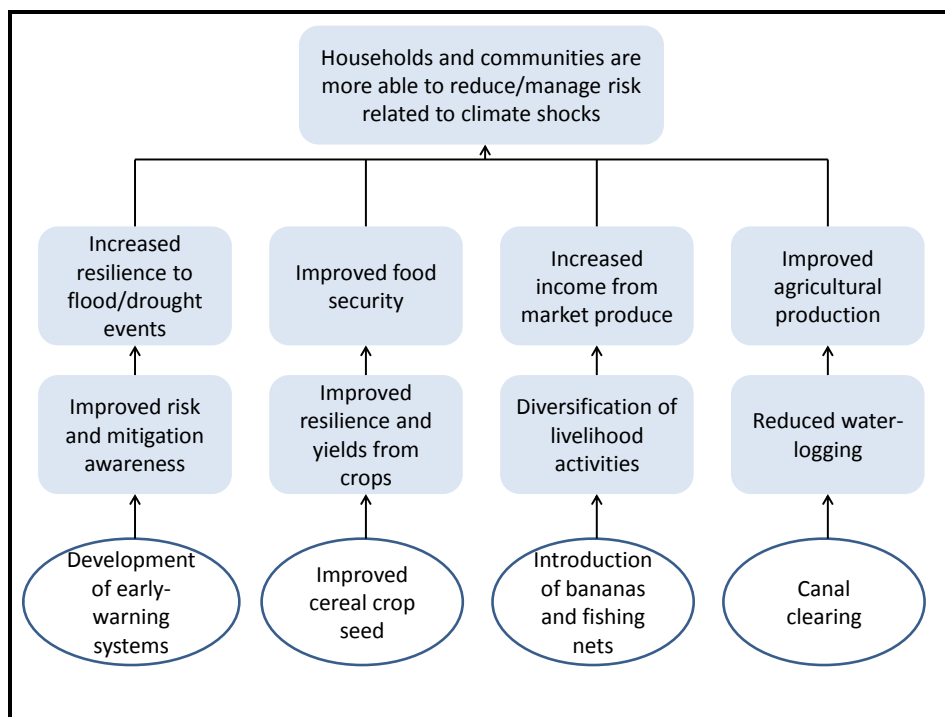 Households and communities are
more able to reduce/manage risk
related to climate shocks
Increased
resilience to
flood/drought
events
Improved food
security
Increased
income from
market produce
Improved
agricultural
production
Improved risk
and mitigation
awareness
Improved
resilience and
yields from
crops
Diversification of
livelihood
activities
Reduced water-
logging
Development
of early-
warning
systems
Improved
cereal crop
seed
Introduction
of bananas
and fishing
nets
Canal
clearing